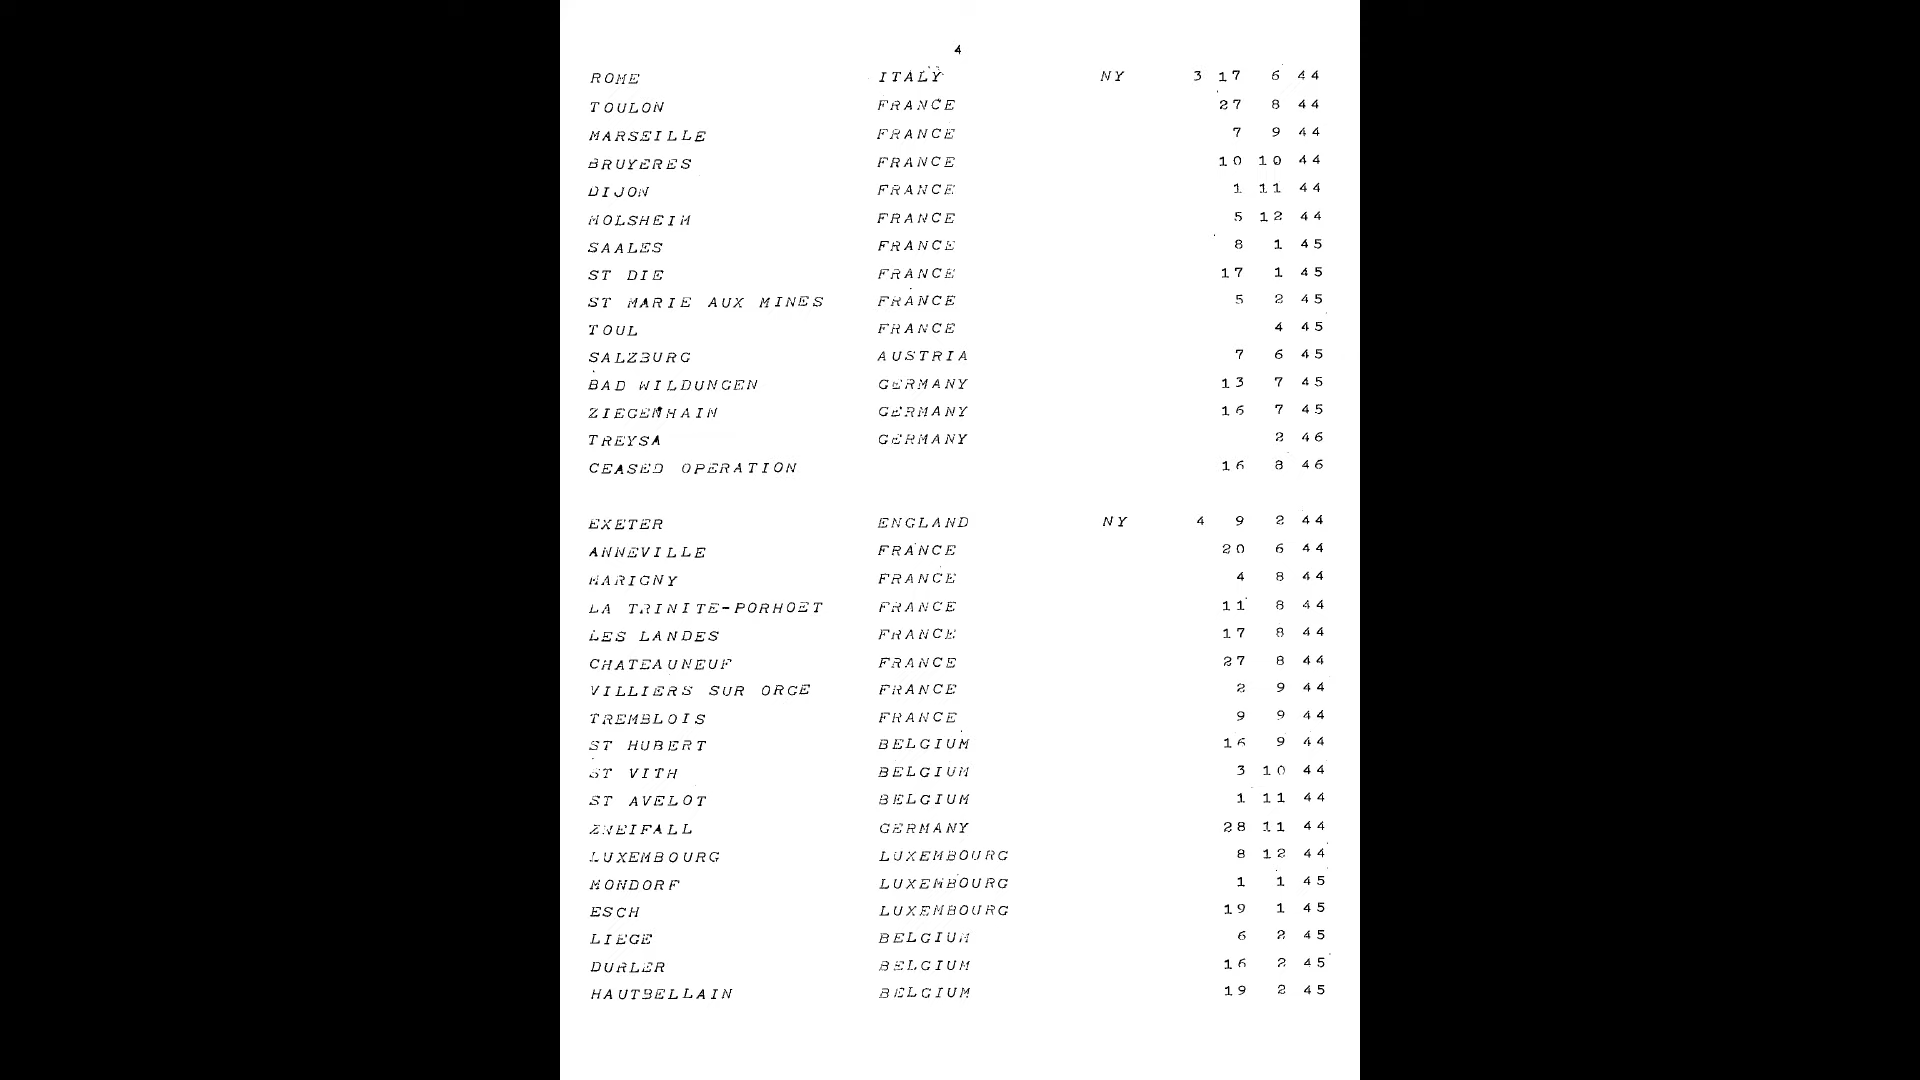 4
ROME ITALY NY 3 17 6 44
TOULON FRANCE 27 8 44
MARSEILLE FRANCE 7 9 44
BRUYERES FRANCE 10 10 44
DIJON FRANCE 1 11 44
MOLSHEIM FRANCE 5 12 44
SAALES FRANCE 8 1 45
ST DIE FRANCE 17 1 45
ST MARIE AUX MINES FRANCE 5 2 45
TOUL FRANCE 4 45
SALZBURG AUSTRIA 7 6 45
BAD WILDUNGEN GERMANY 13 7 45
ZIEGENHAIN GERMANY 16 7 45
TREYSA GERMANY 2 46
CEASED OPERATION 16 8 46
EXETER ENGLAND NY 4 9 2 44
ANNEVILLE FRANCE 20 6 44
MARIGNY FRANCE 4 8 44
LA TRINITE-PORHOET FRANCE 11 8 44
LES LANDES FRANCE 17 8 44
CHATEAUNEUF FRANCE 27 8 44
VILLIERS SUR ORGE FRANCE 2 9 44
TREMBLOIS FRANCE 9 9 44
ST HUBERT BELGIUM 16 9 44
ST VITH BELGIUM 3 10 44
ST AVELOT BELGIUM 1 11 44
ZWEIFALL GERMANY 28 11 44
LUXEMBOURG LUXEMBOURG 8 12 44
MONDORF LUXEMBOURG 1 1 45
ESCH LUXEMBOURG 19 1 45
LIEGE BELGIUM 6 2 45
DURLER BELGIUM 16 2 45
HAUTBELLAIN BELGIUM 19 2 45